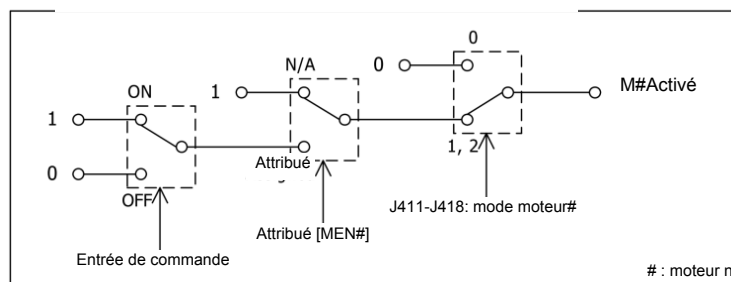 0
N/A
0
M#Activé
ON
1
1
Attribué
1, 2
0
OFF
J411-J418: mode moteur#
Attribué [MEN#]
Entrée de commande
# : moteur n